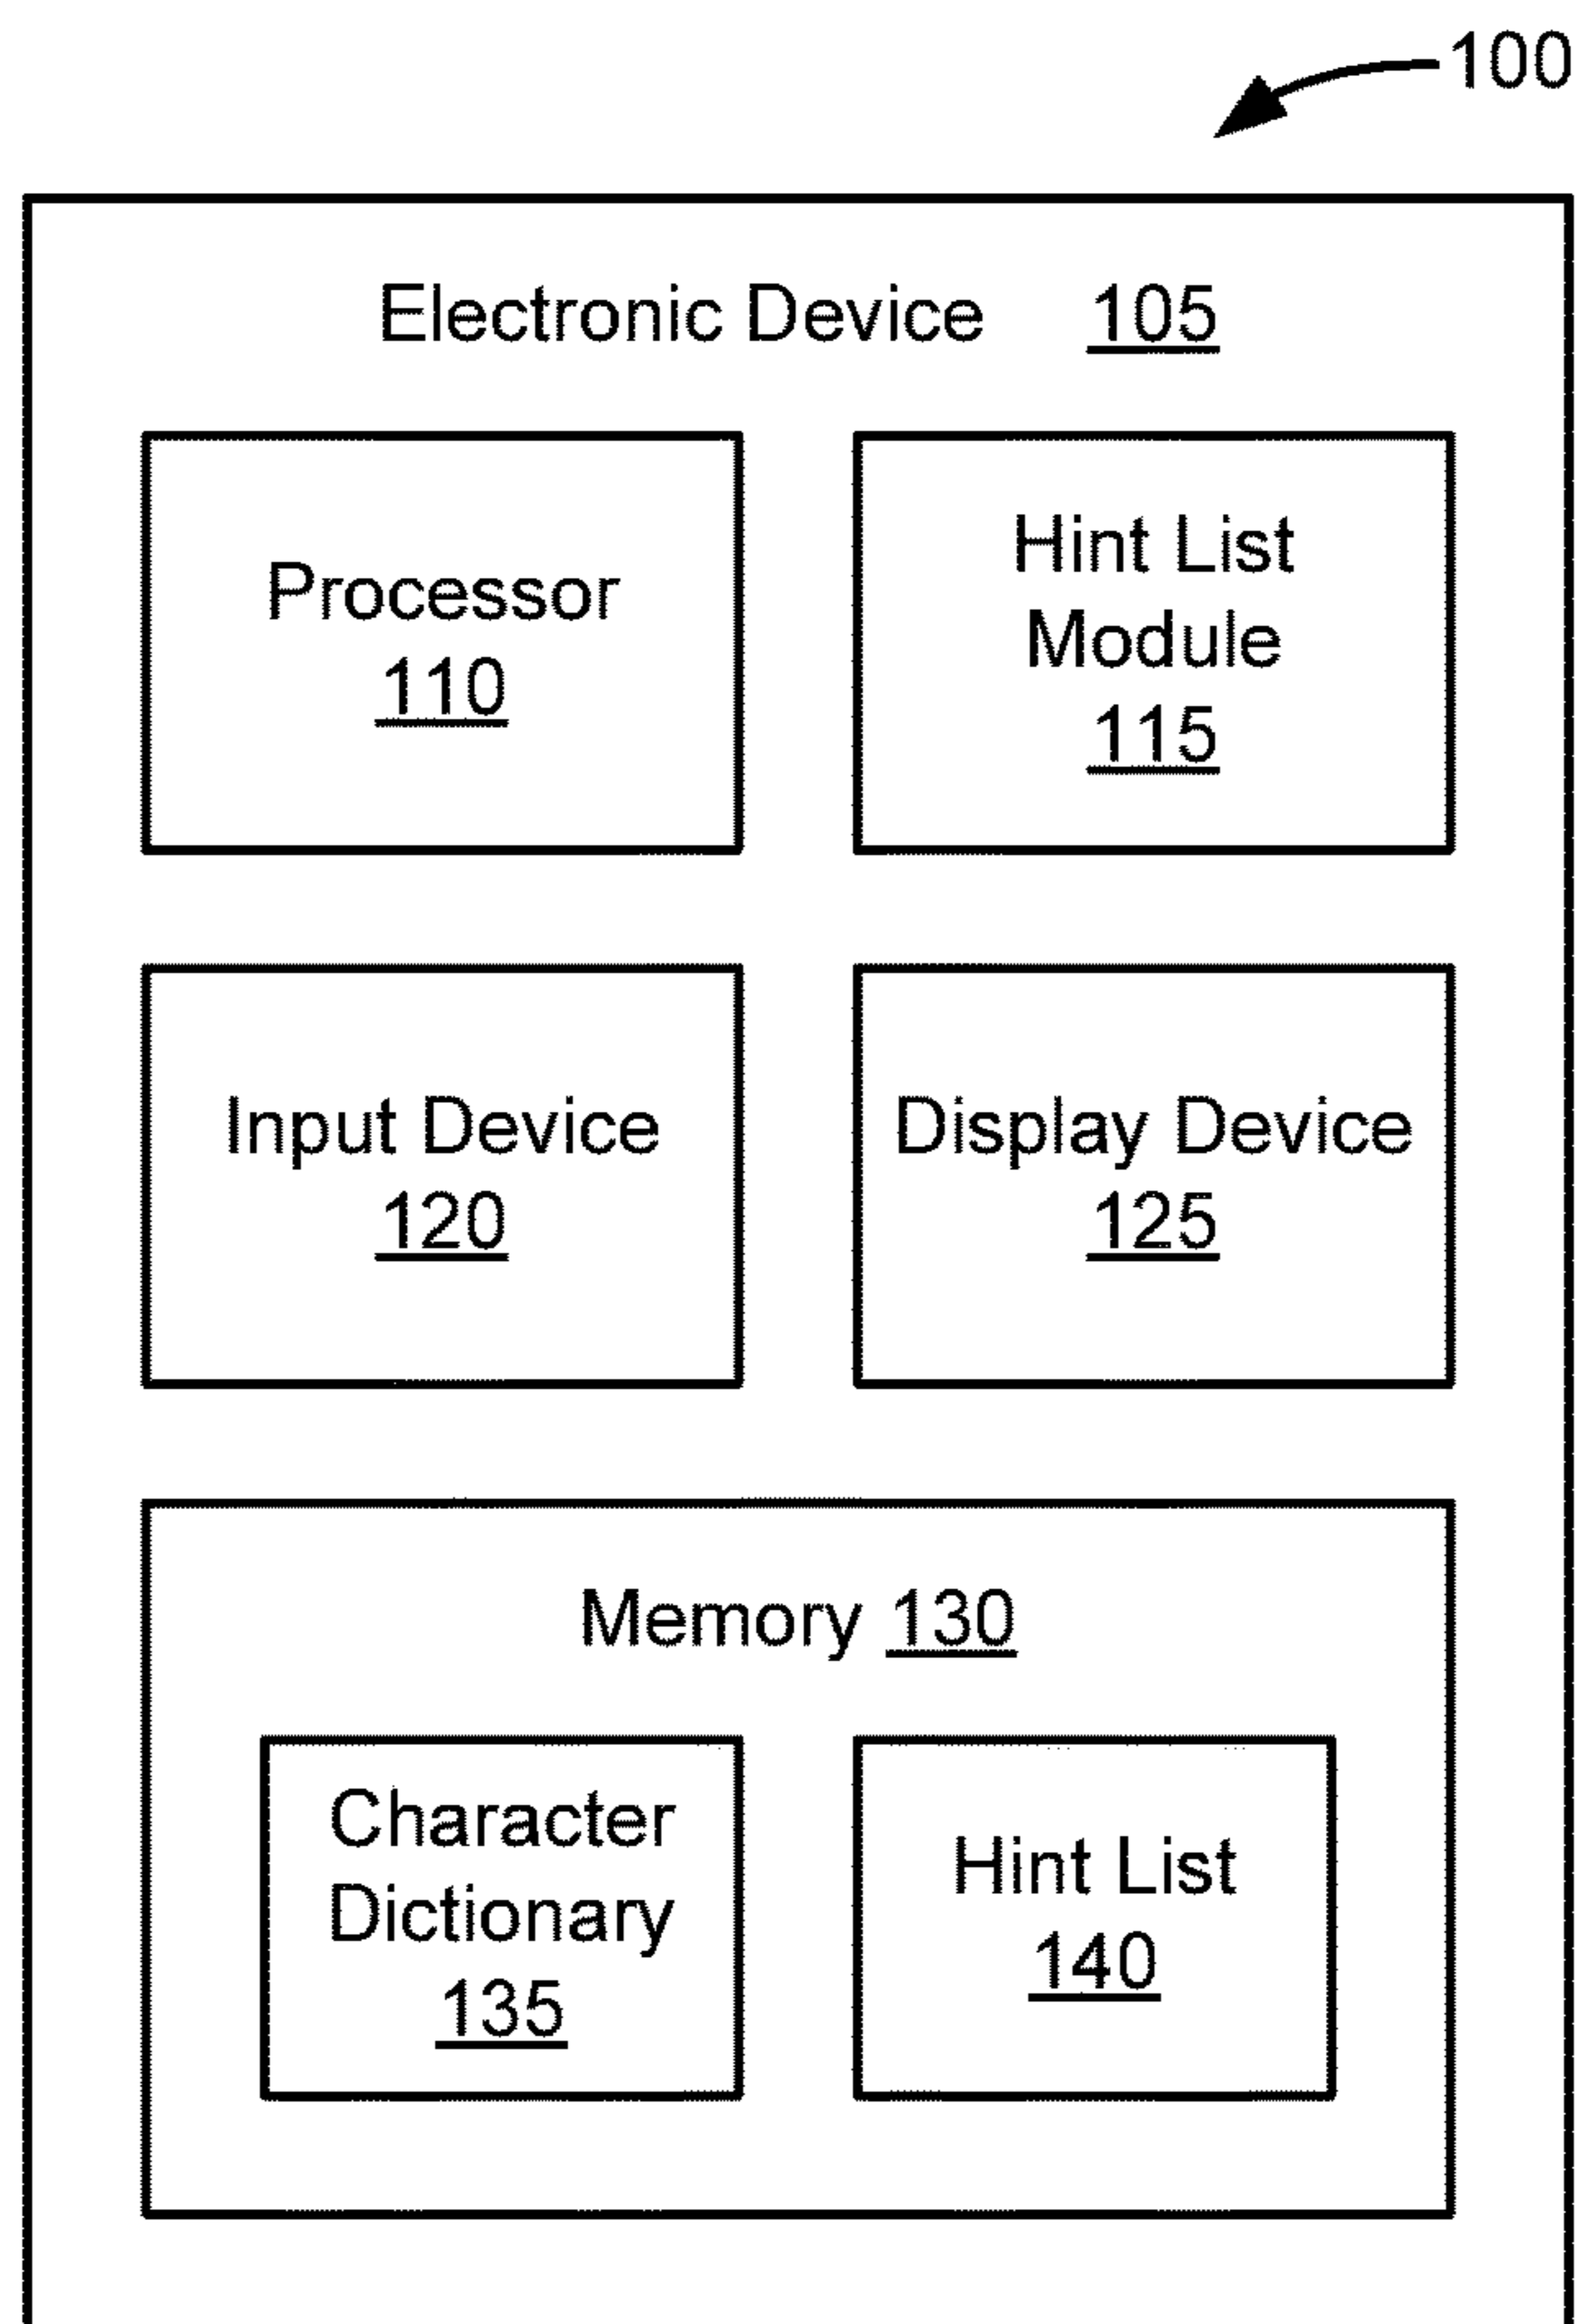 100
Electronic Device 105
Processor
110
Hint List
Module
115
Input Device
120
Display Device
125
Memory 130
Character
Dictionary
135
Hint List
140